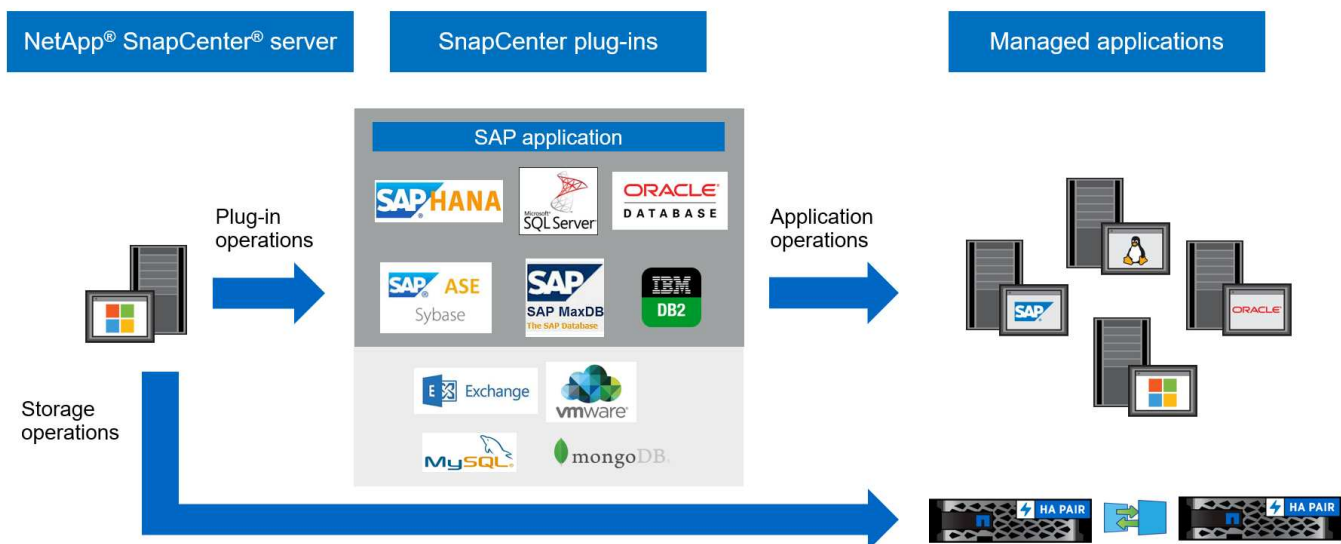 NetApp® SnapCenter® server
SnapCenter plug-ins
Managed applications
SAP application
SAP® HANA
Microsoft®
SQL Server®
ORACLE®
DATABASE
Plug-in
operations
Application
operations
SAP® ASE
Sybase
SAP
SAP MaxDB
The SAP Database
IBM
DB2
SAP
ORACLE
E Exchange
vmware®
Storage
operations
MySQL®
mongoDB
HA PAIR
HA PAIR